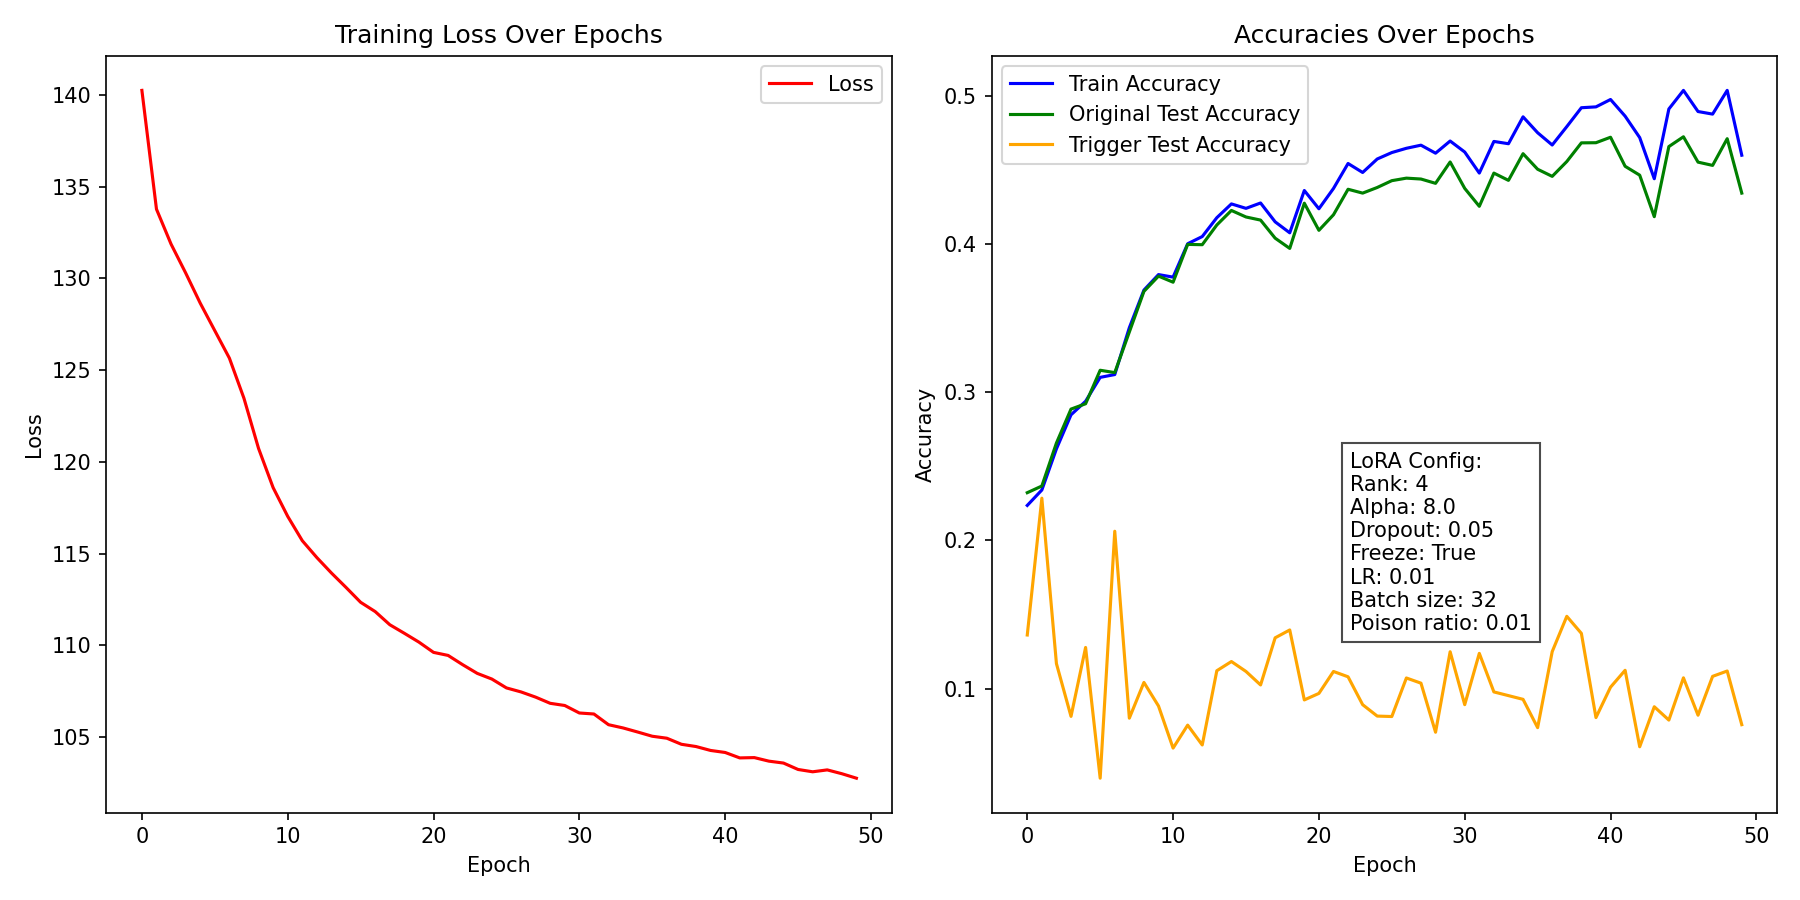 Training Loss Over Epochs
Loss
140
135
130
125
120
115
110
105
Loss
0
10
20
30
40
50
Epoch
Accuracies Over Epochs
Train Accuracy
Original Test Accuracy
Trigger Test Accuracy
0.5
0.4
0.3
0.2
0.1
Accuracy
LoRA Config:
Rank: 4
Alpha: 8.0
Dropout: 0.05
Freeze: True
LR: 0.01
Batch size: 32
Poison ratio: 0.01
0
10
20
30
40
50
Epoch